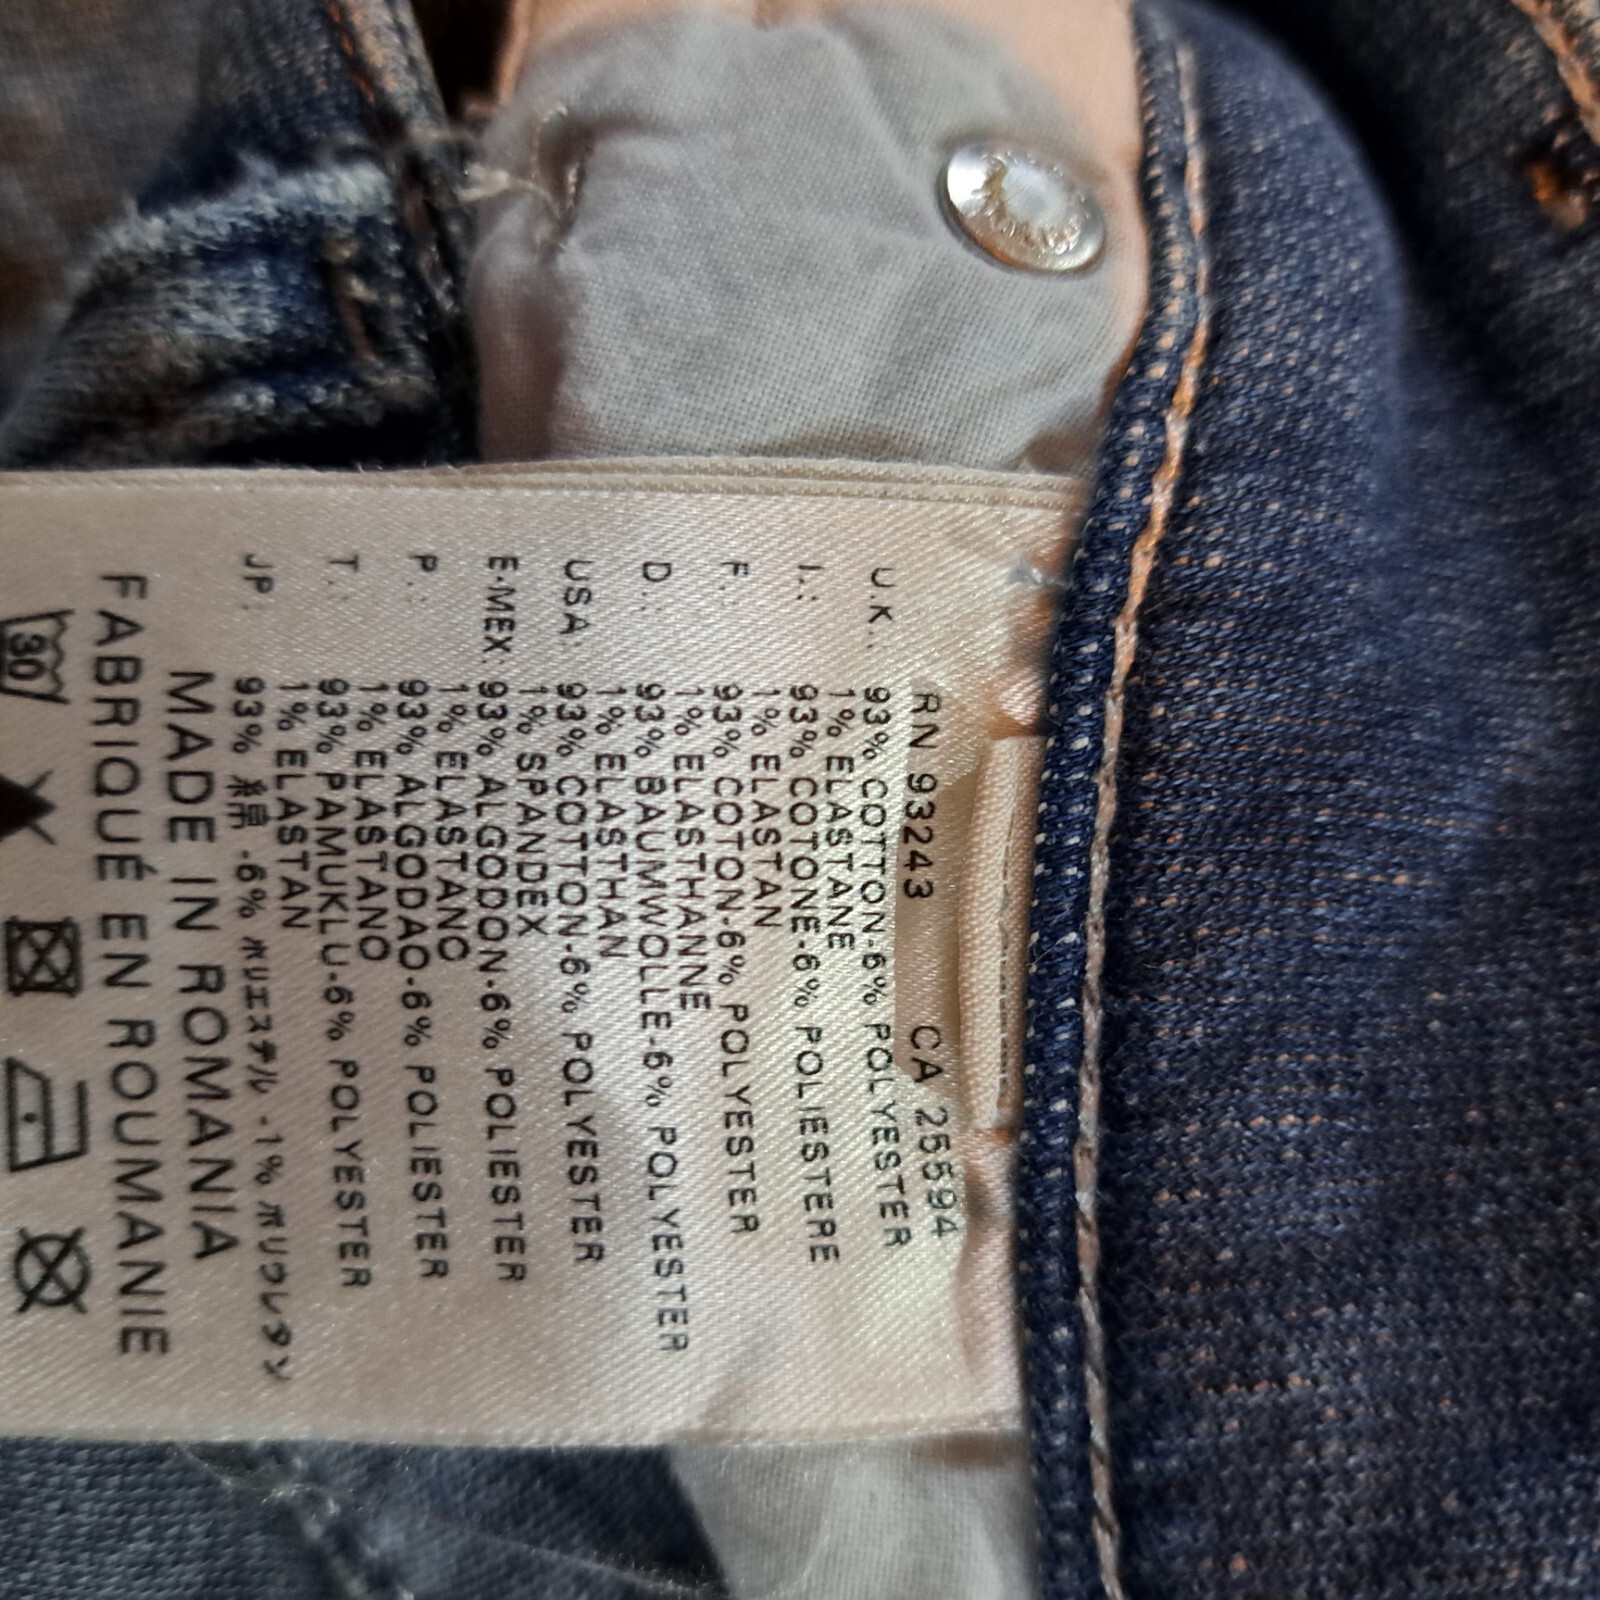 RN 93243 CA 25594
U.K.: 93% COTTON-6% POLYESTER
1% ELASTANE
I.: 93% COTONE-6% POLIESTERE
1% ELASTAN
F.: 93% COTON-6% POLYESTER
1% ELASTHANNE
D.: 93% BAUMWOLLE-6% POLYESTER
1% ELASTHAN
USA: 93% COTTON-6% POLYESTER
1% SPANDEX
E-MEX: 93% ALGODON-6% POLIESTER
1% ELASTANO
P.: 93% ALGODAO-6% POLIESTER
1% ELASTANO
T.: 93% PAMUKLU-6% POLYESTER
1% ELASTAN
JP: 93% 綿 -6% ポリエステル -1% ポリウレタン
MADE IN ROMANIA
FABRIQUÉ EN ROUMANIE
30